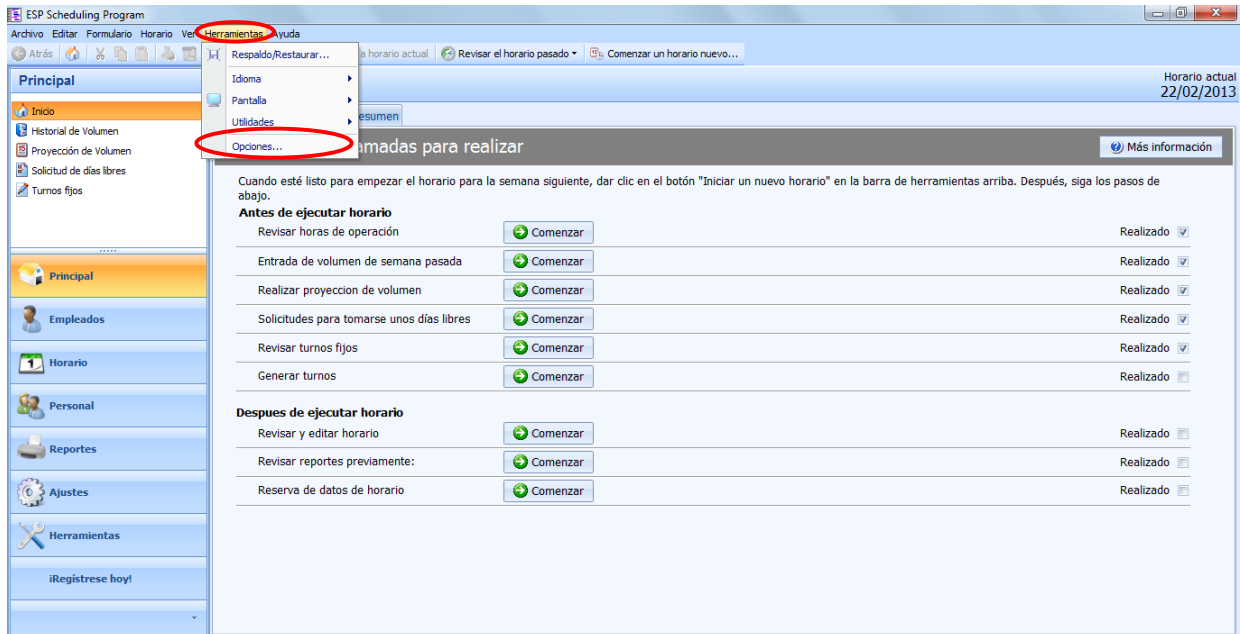 ESP Scheduling Program
Archivo Editar Formulario Horario Ver Herramientas Ayuda
Atrás horario actual Revisar el horario pasado Comenzar un horario nuevo...
Respaldo/Restaurar...
Idioma
Pantalla
Utilidades
Opciones...
Principal
Horario actual
22/02/2013
Inicio
Historial de Volumen
Proyección de Volumen
Solicitud de días libres
Turnos fijos
esumen
amadas para realizar
Más información
Cuando esté listo para empezar el horario para la semana siguiente, dar clic en el botón "Iniciar un nuevo horario" en la barra de herramientas arriba. Después, siga los pasos de
abajo.
Antes de ejecutar horario
Revisar horas de operación Comenzar Realizado
Entrada de volumen de semana pasada Comenzar Realizado
Realizar proyeccion de volumen Comenzar Realizado
Solicitudes para tomarse unos días libres Comenzar Realizado
Revisar turnos fijos Comenzar Realizado
Generar turnos Comenzar Realizado
Despues de ejecutar horario
Revisar y editar horario Comenzar Realizado
Revisar reportes previamente: Comenzar Realizado
Reserva de datos de horario Comenzar Realizado
Principal
Empleados
Horario
Personal
Reportes
Ajustes
Herramientas
¡Regístrese hoy!